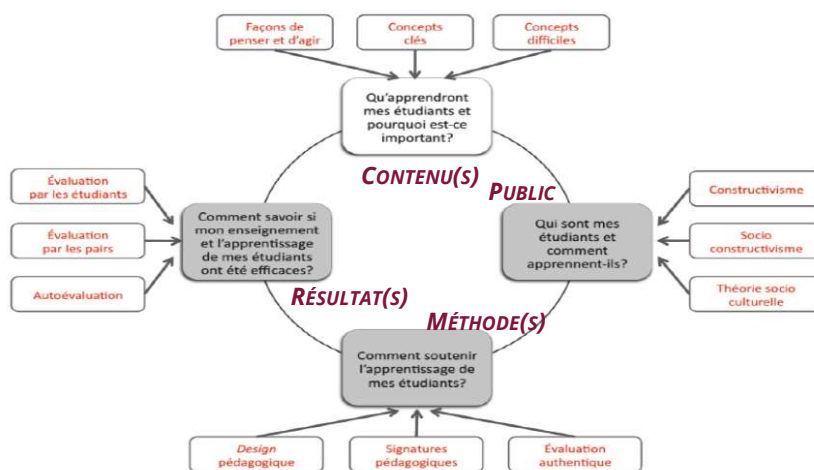 Façons de
penser et d'agir
Concepts
clés
Concepts
difficiles
Qu'apprendront
mes étudiants et
pourquoi est-ce
important?
CONTENU(S)
PUBLIC
Évaluation
par les étudiants
Évaluation
par les pairs
Autoévaluation
Comment savoir si
mon enseignement
et l'apprentissage
de mes étudiants
ont été efficaces?
Qui sont mes
étudiants et
comment
apprennent-ils?
Constructivisme
Socio
constructivisme
Théorie socio
culturelle
RÉSULTAT(S)
MÉTHODE(S)
Comment soutenir
l'apprentissage de
mes étudiants?
Design
pédagogique
Signatures
pédagogiques
Évaluation
authentique